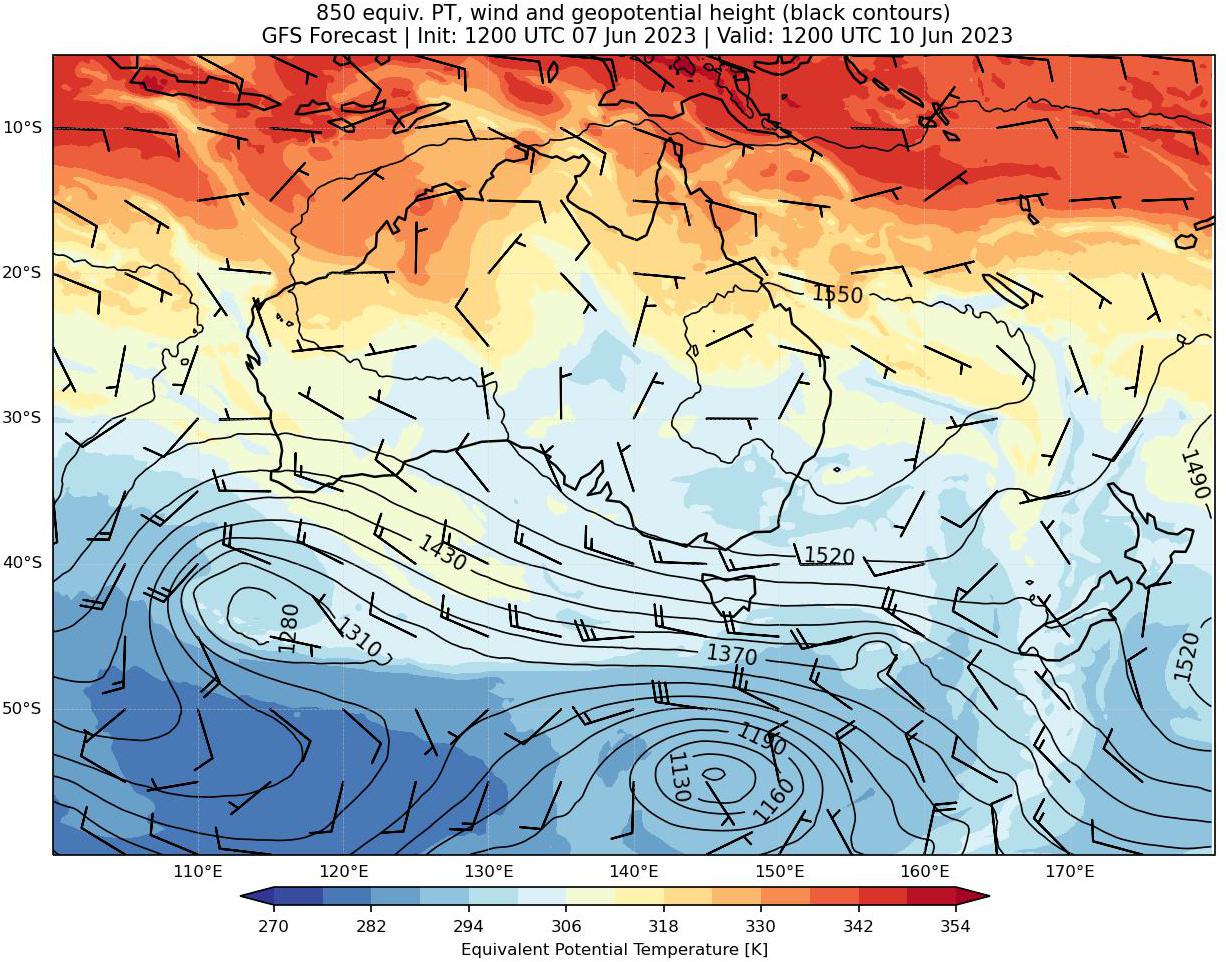 850 equiv. PT, wind and geopotential height (black contours)
GFS Forecast | Init: 1200 UTC 07 Jun 2023 | Valid: 1200 UTC 10 Jun 2023
10°S
20°S
1550
30°S
1490
40°S
1430
1520
1280
1310
1370
1520
50°S
1190
1130
1160
110°E 120°E 130°E 140°E 150°E 160°E 170°E
270 282 294 306 318 330 342 354
Equivalent Potential Temperature [K]